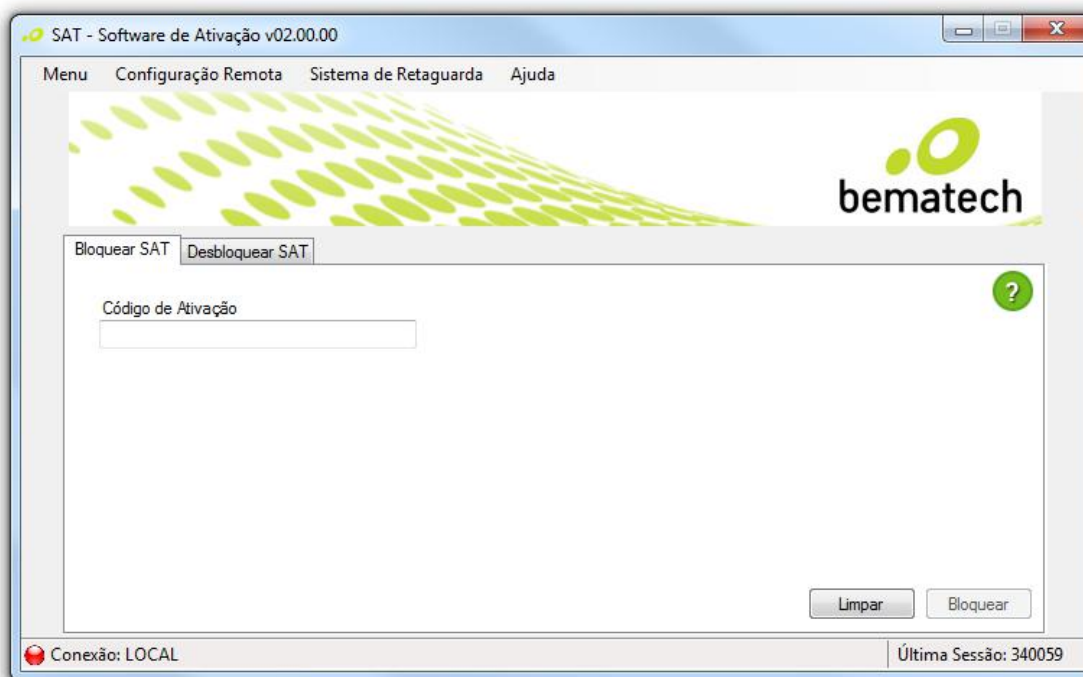 SAT - Software de Ativação v02.00.00
Menu Configuração Remota Sistema de Retaguarda Ajuda
bematech
Bloquear SAT Desbloquear SAT
?
Código de Ativação
Limpar Bloquear
Conexão: LOCAL Última Sessão: 340059